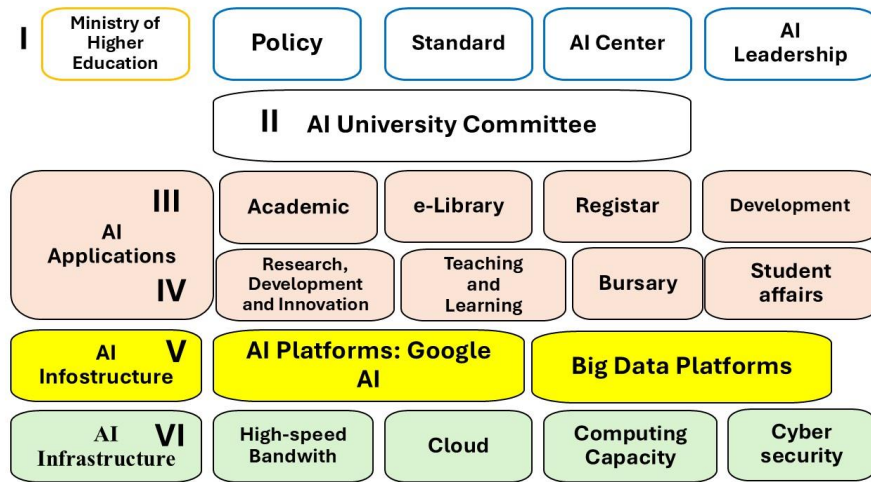 I
Ministry of
Higher
Education
Policy
Standard
AI Center
AI
Leadership
II AI University Committee
III
AI
Applications
IV
Academic
e-Library
Registar
Development
Research,
Development
and Innovation
Teaching
and
Learning
Bursary
Student
affairs
AI V
Infostructure
AI Platforms: Google
AI
Big Data Platforms
AI VI
Infrastructure
High-speed
Bandwith
Cloud
Computing
Capacity
Cyber
security